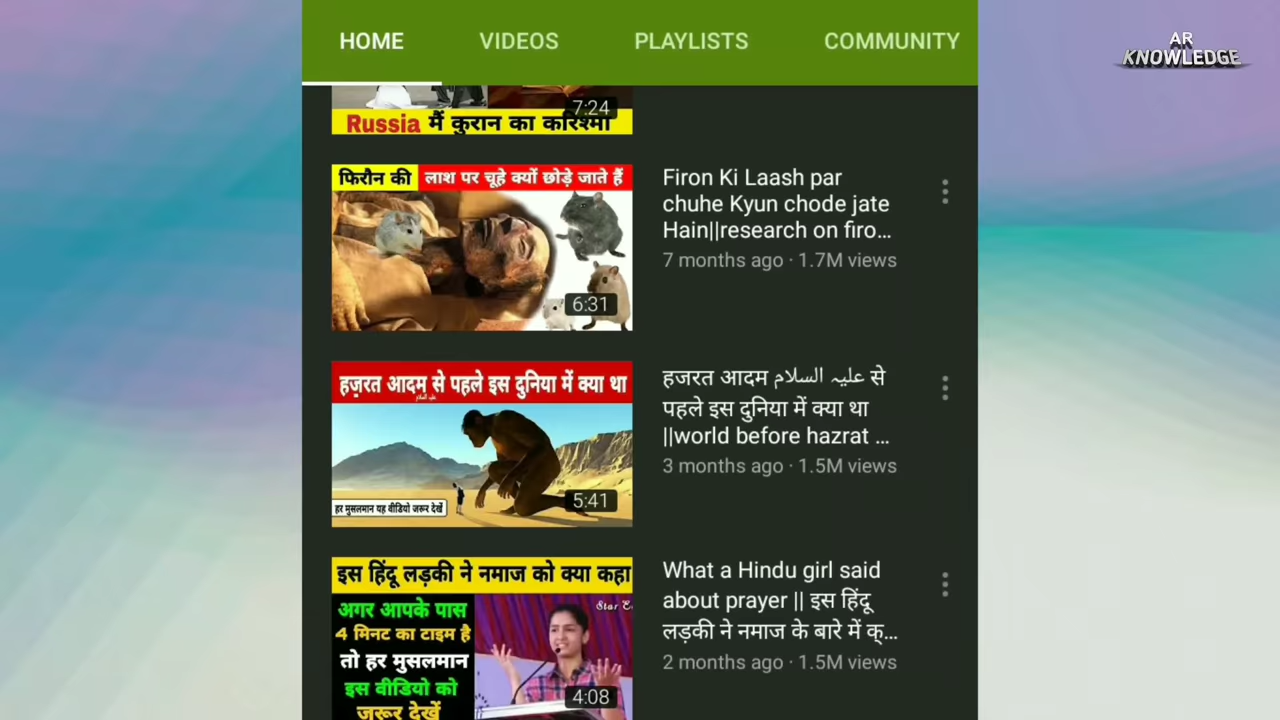 HOME VIDEOS PLAYLISTS COMMUNITY
AR
KNOWLEDGE
7:24
Russia मैं कुरान का करिश्मा
फिरौन की लाश पर चूहे क्यों छोड़े जाते हैं
6:31
Firon Ki Laash par
chuhe Kyun chode jate
Hain||research on firo...
7 months ago · 1.7M views
हज़रत आदम से पहले इस दुनिया में क्या था
हर मुसलमान यह वीडियो जरूर देखें
5:41
हजरत आदम علیہ السلام से
पहले इस दुनिया में क्या था
||world before hazrat ...
3 months ago · 1.5M views
इस हिंदू लड़की ने नमाज को क्या कहा
अगर आपके पास
4 मिनट का टाइम है
तो हर मुसलमान
इस वीडियो को
जरूर देखें
Star
4:08
What a Hindu girl said
about prayer || इस हिंदू
लड़की ने नमाज के बारे में क्...
2 months ago · 1.5M views